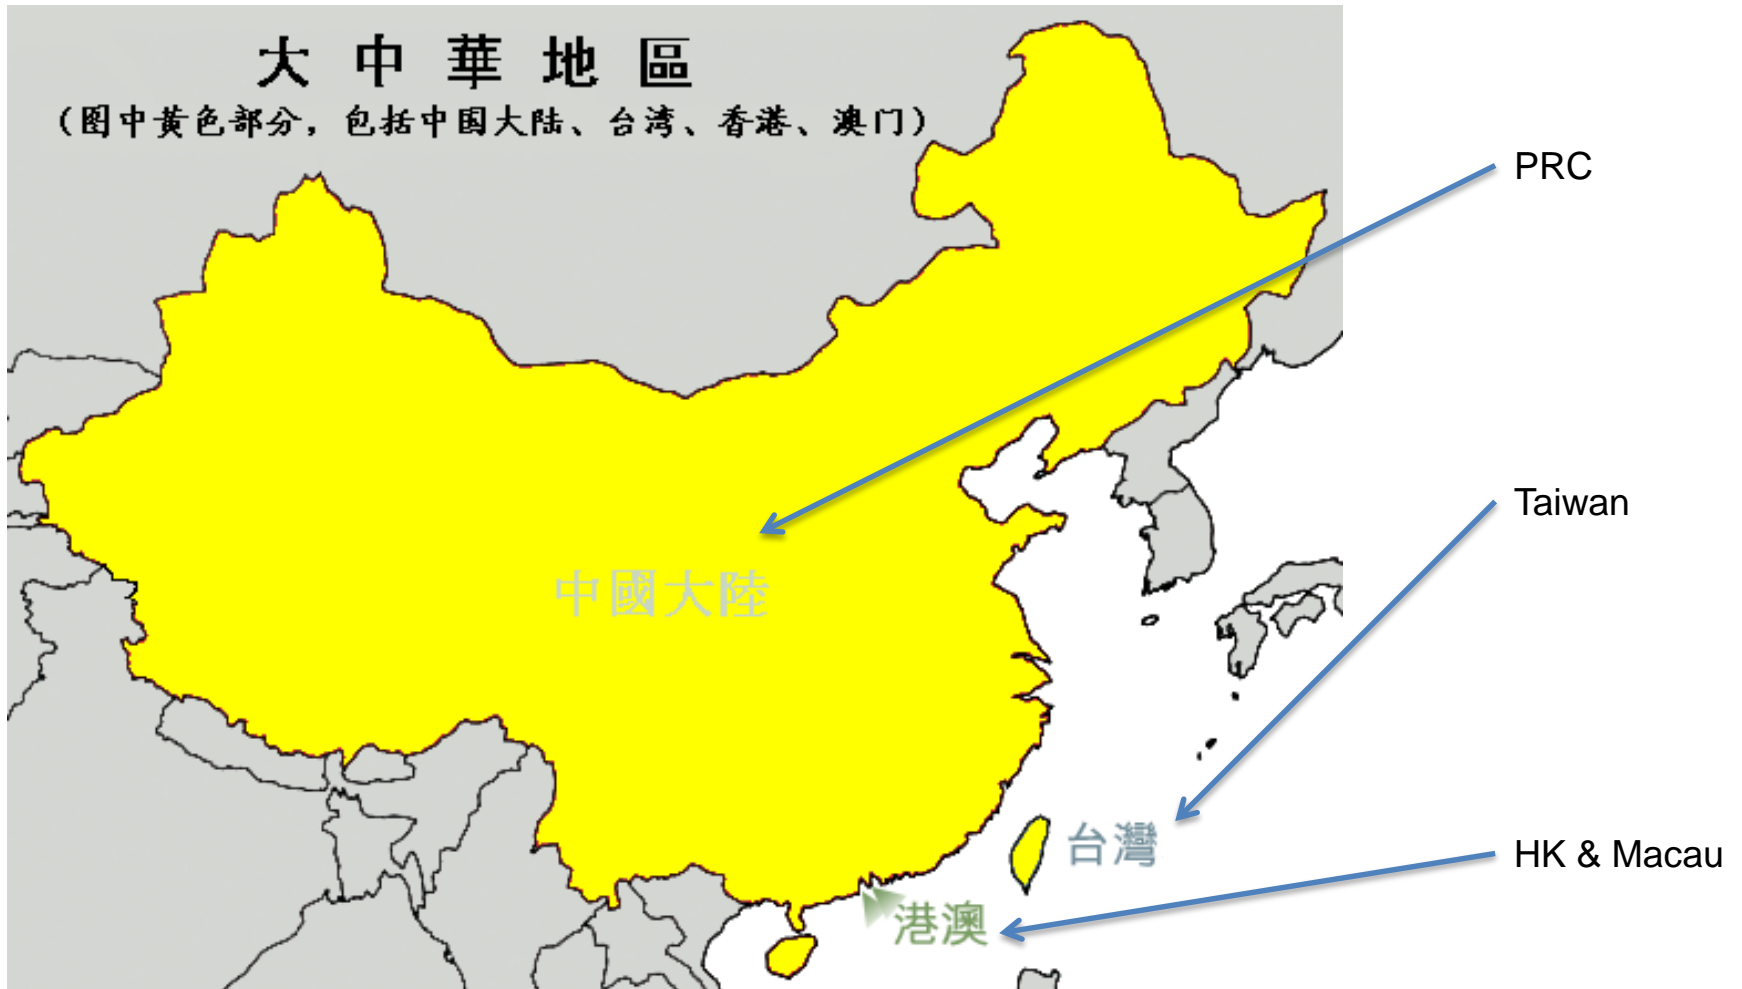 大中華地區
（图中黃色部分，包括中国大陆、台湾、香港、澳门）
PRC
Taiwan
中國大陸
台灣
HK & Macau
港澳